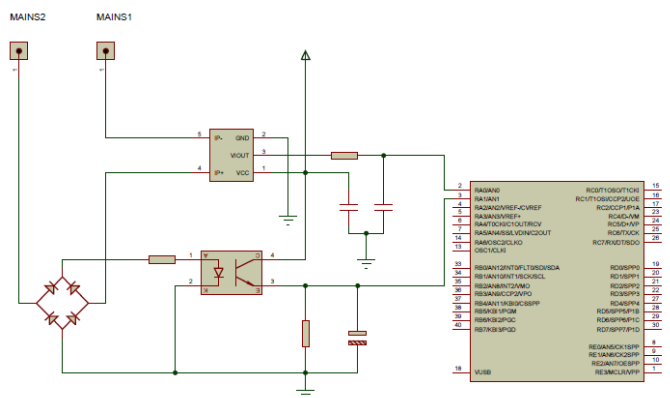 MAINS2 MAINS1
1 1
5 IP- GND 2
VIOUT 3
4 IP+ VCC 1
1 A C 4
2 K E 3
2 RA0/AN0 RC0/T1OSO/T1CKI 15
3 RA1/AN1 RC1/T1OSI/CCP2/UOE 16
4 RA2/AN2/VREF-/CVREF RC2/CCP1/P1A 17
5 RA3/AN3/VREF+ RC4/D-/VM 23
6 RA4/T0CKI/C1OUT/RCV RC5/D+/VP 24
7 RA5/AN4/SS/LVDIN/C2OUT RC6/TX/CK 25
14 RA6/OSC2/CLKO RC7/RX/DT/SDO 26
13 OSC1/CLKI
33 RB0/AN12/INT0/FLT0/SDI/SDA RD0/SPP0 19
34 RB1/AN10/INT1/SCK/SCL RD1/SPP1 20
35 RB2/AN8/INT2/VMO RD2/SPP2 21
36 RB3/AN9/CCP2/VPO RD3/SPP3 22
37 RB4/AN11/KBI0/CSSPP RD4/SPP4 27
38 RB5/KBI1/PGM RD5/SPP5/P1B 28
39 RB6/KBI2/PGC RD6/SPP6/P1C 29
40 RB7/KBI3/PGD RD7/SPP7/P1D 30
RE0/AN5/CK1SPP 8
RE1/AN6/CK2SPP 9
RE2/AN7/OESPP 10
18 VUSB RE3/MCLR/VPP 1